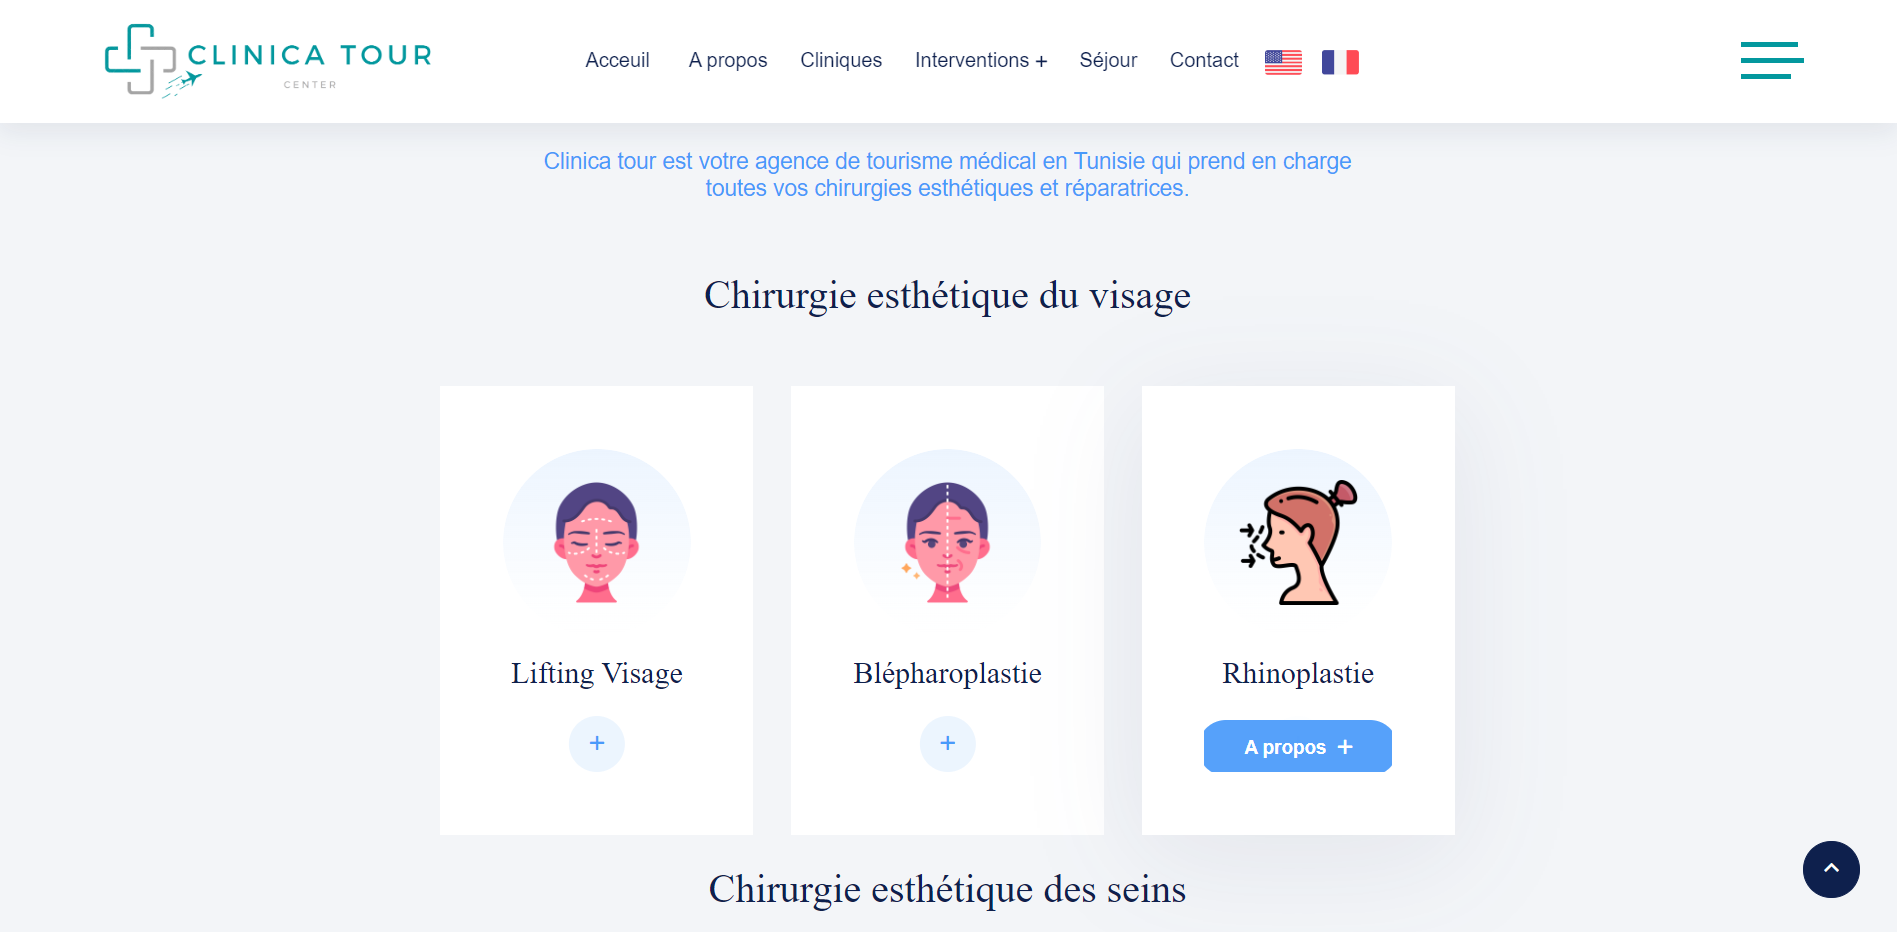 CLINICA TOUR
CENTER
Acceuil A propos Cliniques Interventions + Séjour Contact
Clinica tour est votre agence de tourisme médical en Tunisie qui prend en charge
toutes vos chirurgies esthétiques et réparatrices.
Chirurgie esthétique du visage
Lifting Visage
+
Blépharoplastie
+
Rhinoplastie
A propos +
Chirurgie esthétique des seins